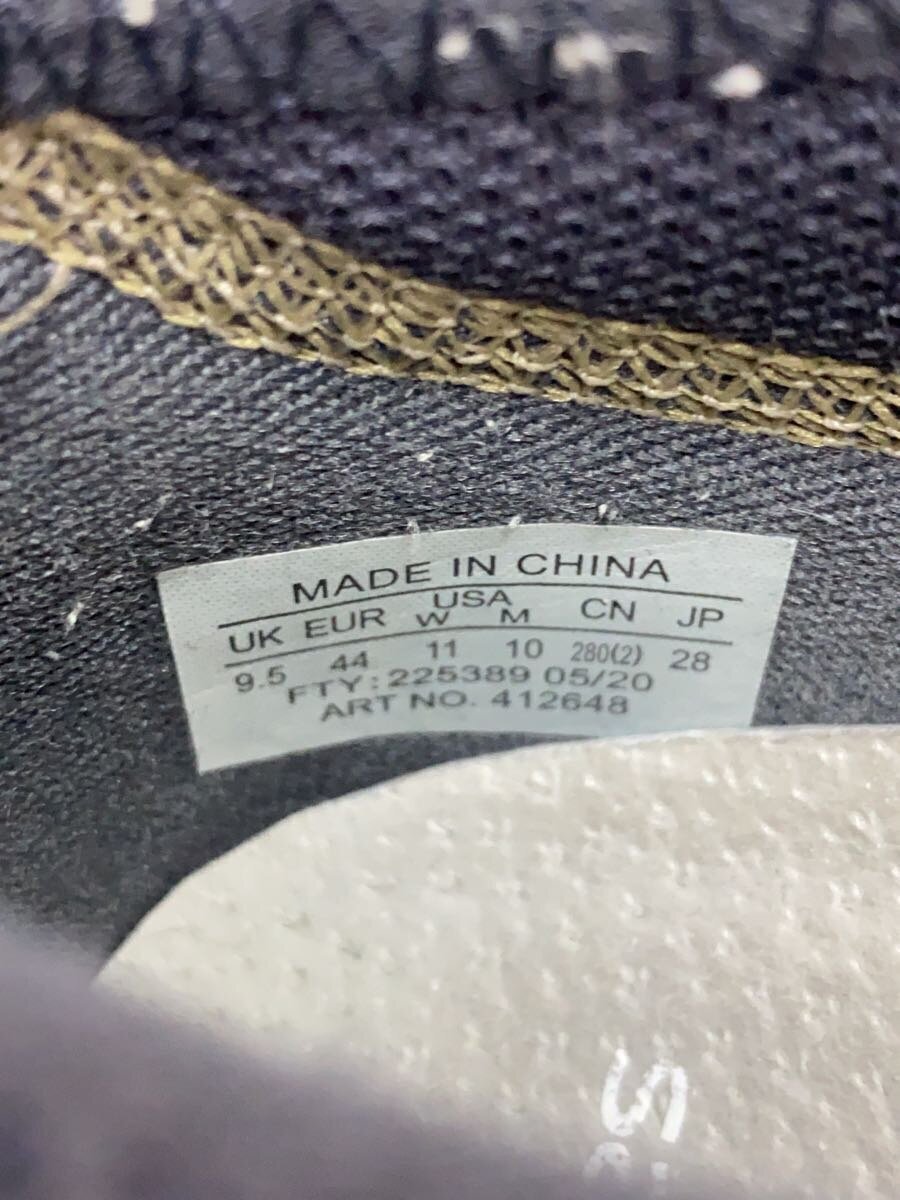 MADE IN CHINA
USA
UK EUR W M CN JP
9.5 44 11 10 280(2) 28
FTY: 225389 05/20
ART NO. 412648
S